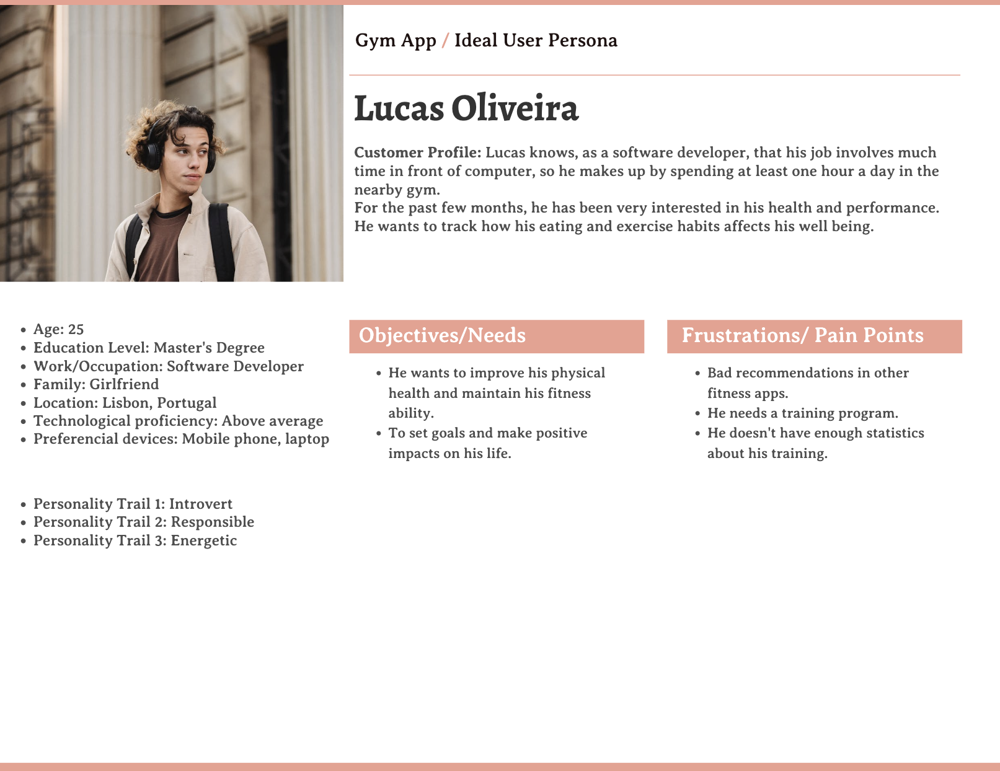 Gym App / Ideal User Persona
Lucas Oliveira
Customer Profile: Lucas knows, as a software developer, that his job involves much
time in front of computer, so he makes up by spending at least one hour a day in the
nearby gym.
For the past few months, he has been very interested in his health and performance.
He wants to track how his eating and exercise habits affects his well being.
• Age: 25
• Education Level: Master's Degree
• Work/Occupation: Software Developer
• Family: Girlfriend
• Location: Lisbon, Portugal
• Technological proficiency: Above average
• Preferencial devices: Mobile phone, laptop
• Personality Trail 1: Introvert
• Personality Trail 2: Responsible
• Personality Trail 3: Energetic
Objectives/Needs
• He wants to improve his physical
health and maintain his fitness
ability.
• To set goals and make positive
impacts on his life.
Frustrations/ Pain Points
• Bad recommendations in other
fitness apps.
• He needs a training program.
• He doesn't have enough statistics
about his training.